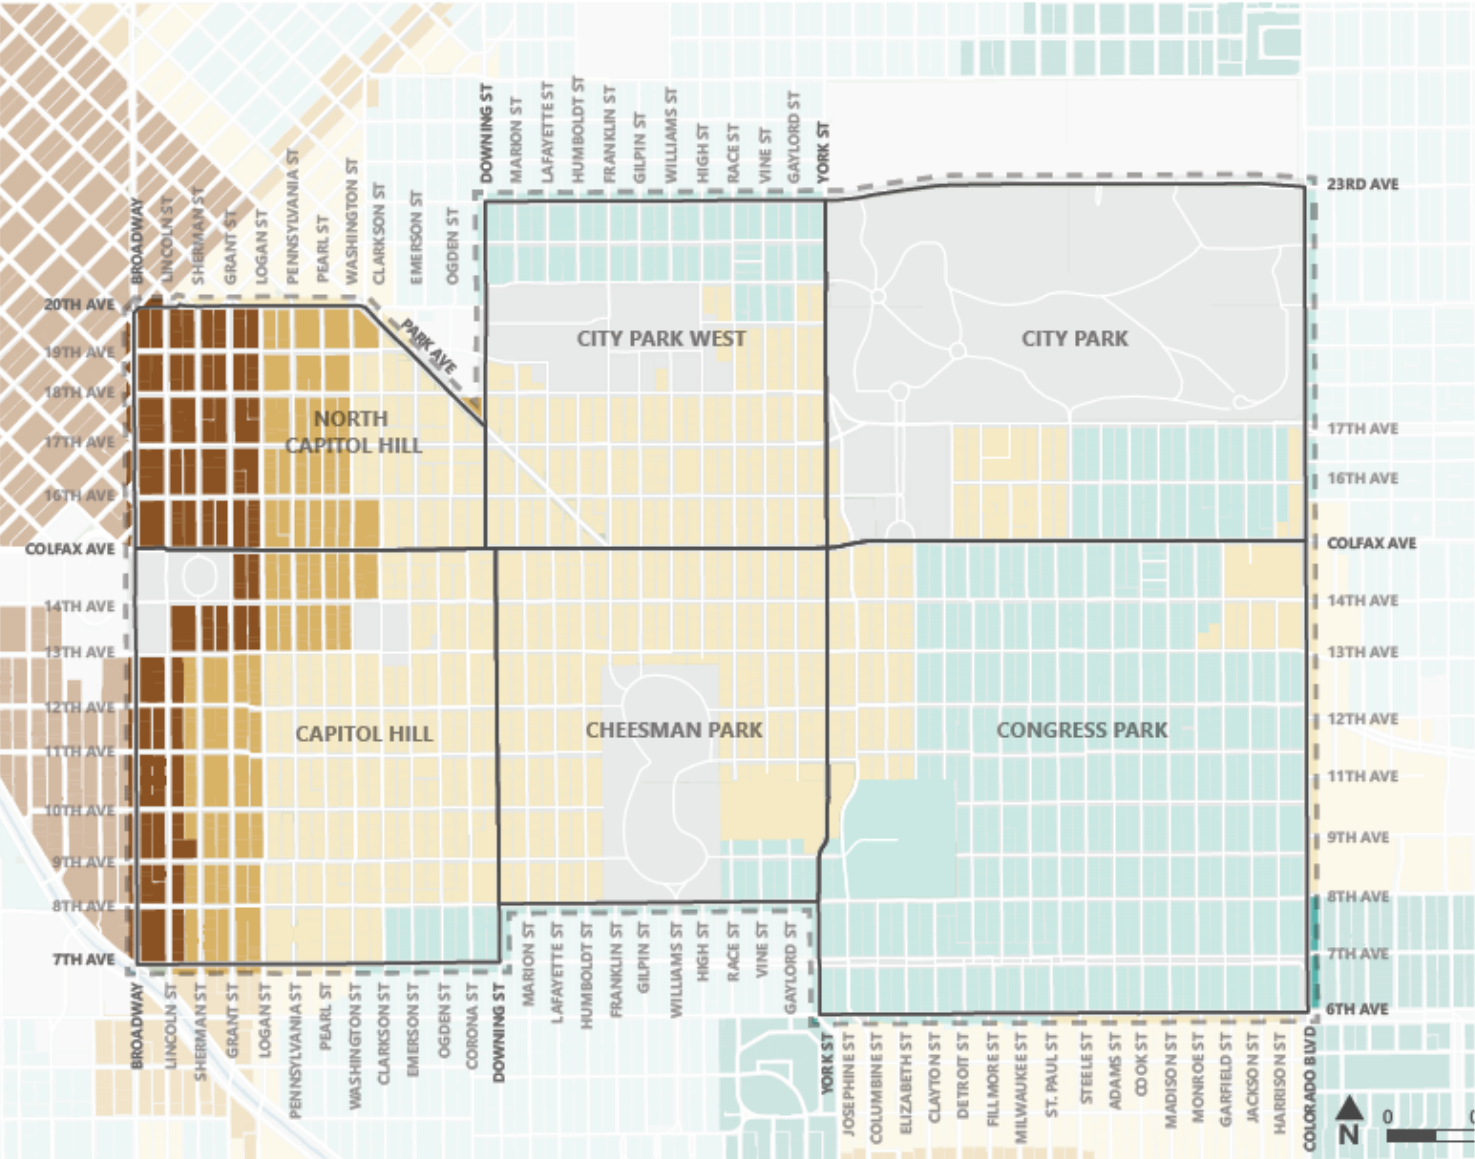 DOWNING ST
MARION ST
LAFAYETTE ST
HUMBOLDT ST
FRANKLIN ST
GILPIN ST
WILLIAMS ST
HIGH ST
RACE ST
VINE ST
GAYLORD ST
YORK ST
23RD AVE
BROADWAY
LINCOLN ST
SHERMAN ST
GRANT ST
LOGAN ST
PENNSYLVANIA ST
PEARL ST
WASHINGTON ST
CLARKSON ST
EMERSON ST
OGDEN ST
20TH AVE
PARK AVE
CITY PARK WEST
CITY PARK
19TH AVE
18TH AVE
NORTH
CAPITOL HILL
17TH AVE
17TH AVE
16TH AVE
16TH AVE
COLFAX AVE
COLFAX AVE
14TH AVE
14TH AVE
13TH AVE
13TH AVE
12TH AVE
12TH AVE
CAPITOL HILL
CHEESMAN PARK
CONGRESS PARK
11TH AVE
11TH AVE
10TH AVE
9TH AVE
9TH AVE
8TH AVE
8TH AVE
7TH AVE
7TH AVE
6TH AVE
MARION ST
LAFAYETTE ST
HUMBOLDT ST
FRANKLIN ST
GILPIN ST
WILLIAMS ST
HIGH ST
RACE ST
VINE ST
GAYLORD ST
BROADWAY
LINCOLN ST
SHERMAN ST
GRANT ST
LOGAN ST
PENNSYLVANIA ST
PEARL ST
WASHINGTON ST
CLARKSON ST
EMERSON ST
OGDEN ST
CORONA ST
DOWNING ST
YORK ST
JOSEPHINE ST
COLUMBINE ST
ELIZABETH ST
CLAYTON ST
DETROIT ST
FILLMORE ST
MILWAUKEE ST
ST. PAUL ST
STEELE ST
ADAMS ST
COOK ST
MADISON ST
MONROE ST
GARFIELD ST
JACKSON ST
HARRISON ST
COLORADO BLVD
N
0